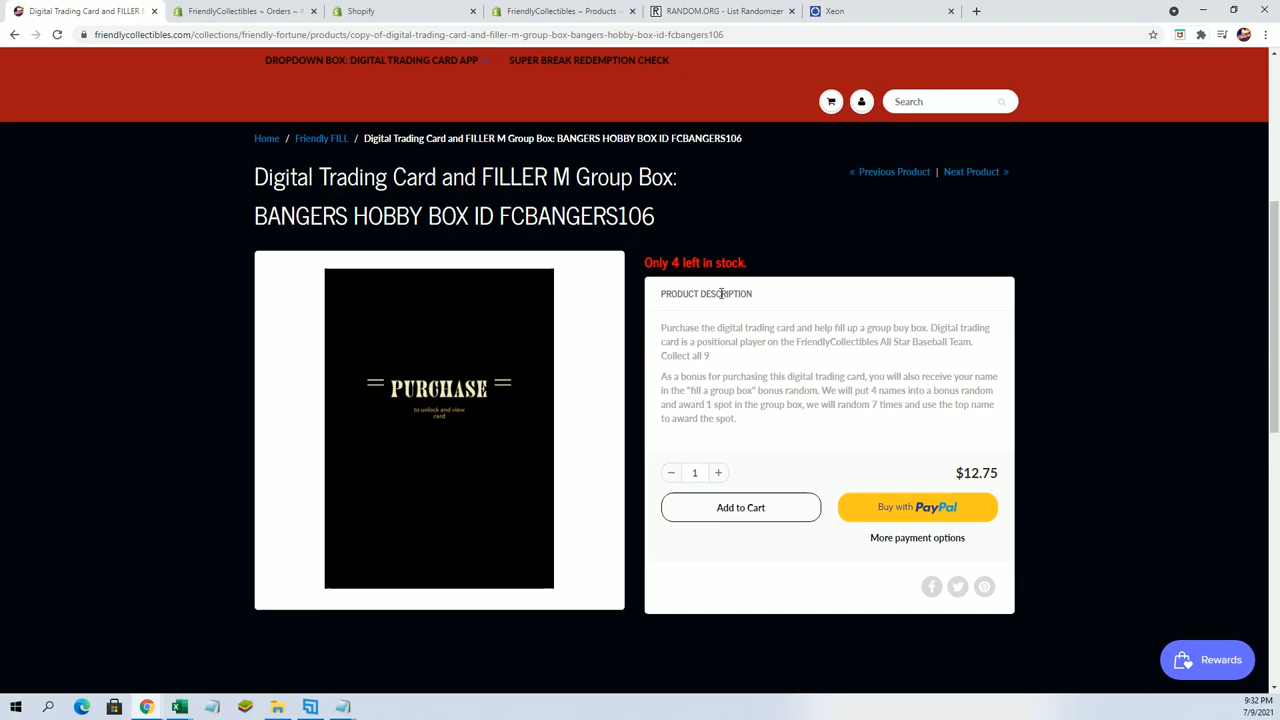 Digital Trading Card and FILLER M
FriendlyCollectibles ~ Orders ~
Shopify
FriendlyCollectibles ~ Products ~
RANDOM.ORG - List Randomizer
Xeon
friendlycollectibles.com/collections/friendly-fortune/products/copy-of-digital-trading-card-and-filler-m-group-box-bangers-hobby-box-id-fcbangers106
DROPDOWN BOX: DIGITAL TRADING CARD APP
SUPER BREAK REDEMPTION CHECK
Search
Home / Friendly FILL / Digital Trading Card and FILLER M Group Box: BANGERS HOBBY BOX ID FCBANGERS106
Digital Trading Card and FILLER M Group Box:
BANGERS HOBBY BOX ID FCBANGERS106
« Previous Product | Next Product »
Only 4 left in stock.
PRODUCT DESCRIPTION
Purchase the digital trading card and help fill up a group buy box. Digital trading
card is a positional player on the FriendlyCollectibles All Star Baseball Team.
Collect all 9
As a bonus for purchasing this digital trading card, you will also receive your name
in the "fill a group box" bonus random. We will put 4 names into a bonus random
and award 1 spot in the group box, we will random 7 times and use the top name
to award the spot.
PURCHASE
to unlock and view
card
1
$12.75
Add to Cart
Buy with PayPal
More payment options
Rewards
9:32 PM
7/9/2021